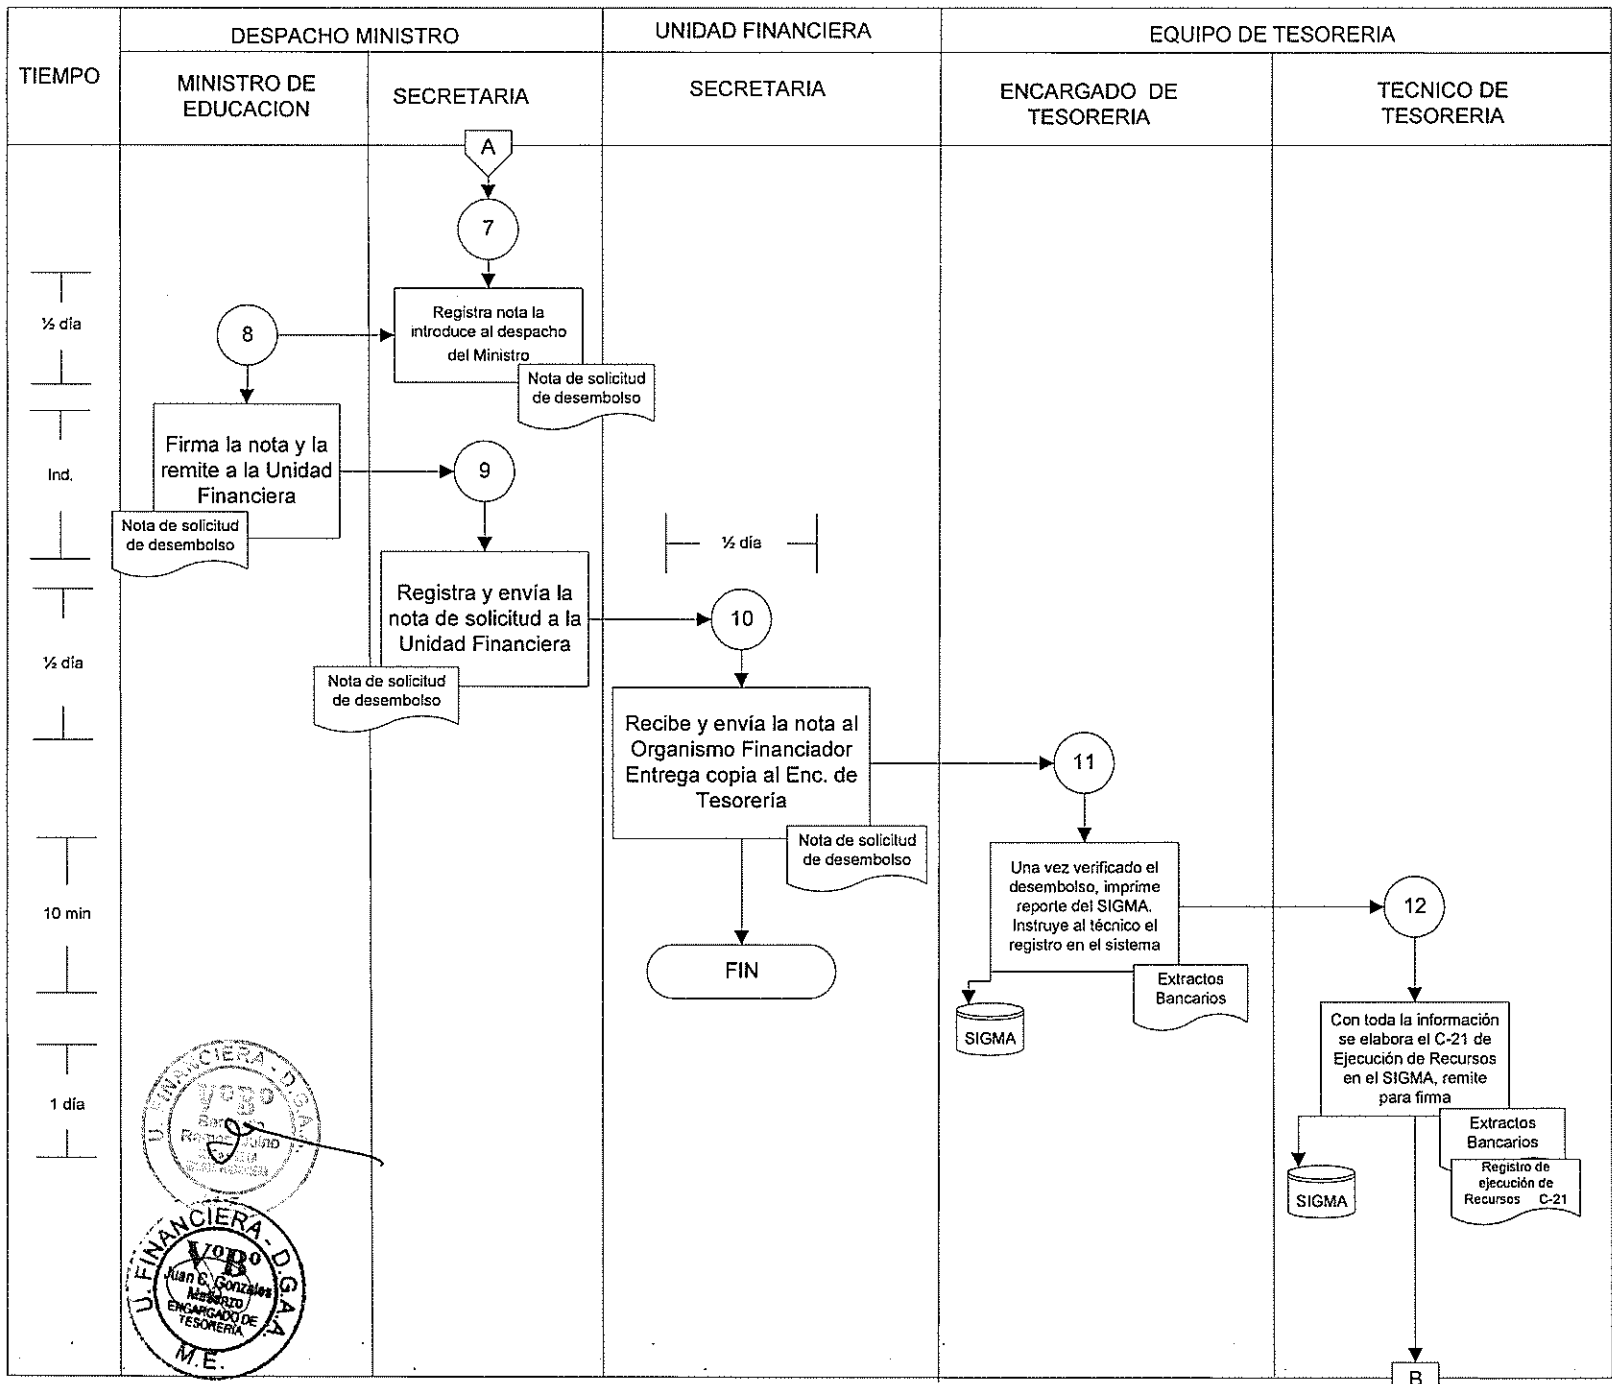 TIEMPO
DESPACHO MINISTRO
UNIDAD FINANCIERA
EQUIPO DE TESORERIA
MINISTRO DE
EDUCACION
SECRETARIA
SECRETARIA
ENCARGADO DE
TESORERIA
TECNICO DE
TESORERIA
A
7
½ día
8
Registra nota la
introduce al despacho
del Ministro
Nota de solicitud
de desembolso
Ind.
Firma la nota y la
remite a la Unidad
Financiera
Nota de solicitud
de desembolso
9
½ día
½ día
Registra y envía la
nota de solicitud a la
Unidad Financiera
Nota de solicitud
de desembolso
10
Recibe y envía la nota al
Organismo Financiador
Entrega copia al Enc. de
Tesorería
Nota de solicitud
de desembolso
FIN
11
10 min
Una vez verificado el
desembolso, imprime
reporte del SIGMA.
Instruye al técnico el
registro en el sistema
Extractos
Bancarios
SIGMA
12
1 día
Con toda la información
se elabora el C-21 de
Ejecución de Recursos
en el SIGMA, remite
para firma
Extractos
Bancarios
Registro de
ejecución de
Recursos C-21
SIGMA
B
U. FINANCIERA - D.G.A.A.
VºBº
U. FINANCIERA - D.G.A.A.
VºBº
Juan C. Gonzales
ENCARGADO DE
TESORERIA
M.E.